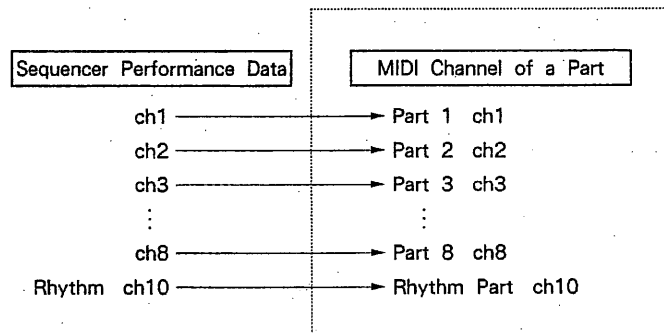 Sequencer Performance Data MIDI Channel of a Part
ch1 Part 1 ch1
ch2 Part 2 ch2
ch3 Part 3 ch3
⋮ ⋮
ch8 Part 8 ch8
Rhythm ch10 Rhythm Part ch10